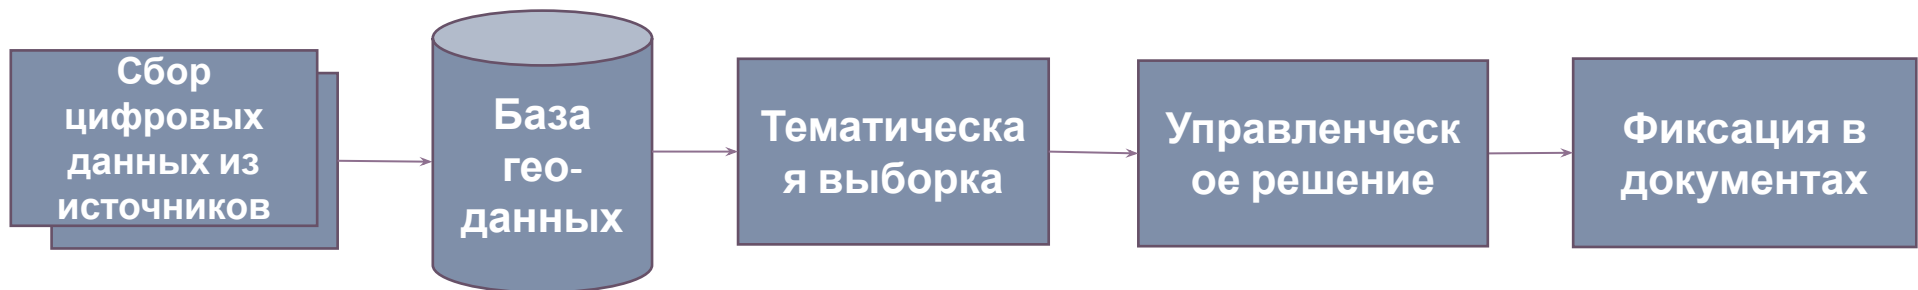 Сбор
цифровых
данных из
источников
База
гео-
данных
Тематическа
я выборка
Управленческ
ое решение
Фиксация в
документах